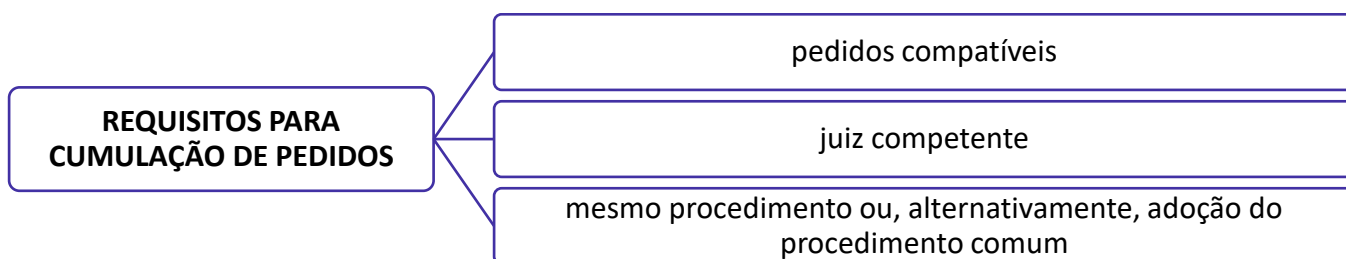 REQUISITOS PARA
CUMULAÇÃO DE PEDIDOS
pedidos compatíveis
juiz competente
mesmo procedimento ou, alternativamente, adoção do
procedimento comum